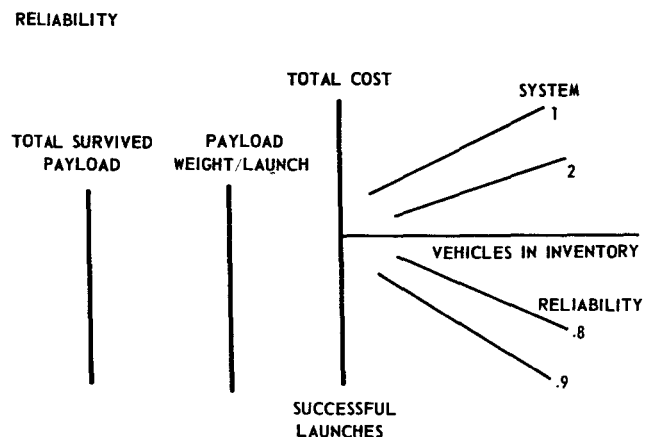 RELIABILITY
TOTAL COST
SYSTEM
1
TOTAL SURVIVED
PAYLOAD
PAYLOAD
WEIGHT/LAUNCH
2
VEHICLES IN INVENTORY
RELIABILITY
.8
.9
SUCCESSFUL
LAUNCHES